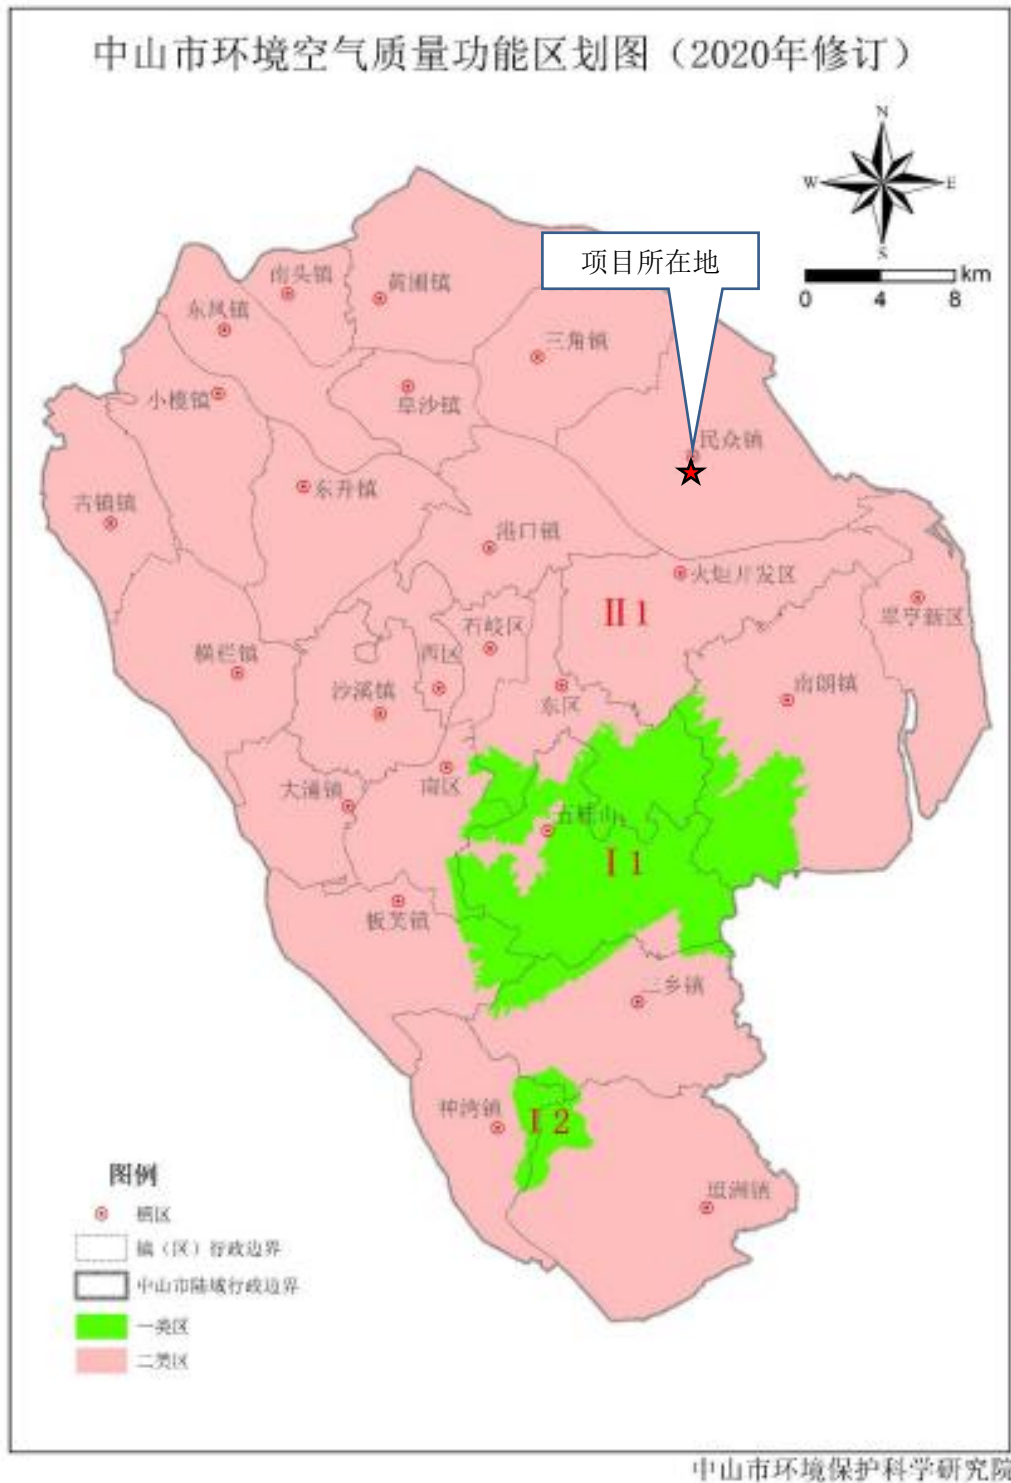 中山市环境空气质量功能区划图（2020年修订）
N
W
E
S
项目所在地
km
0 4 8
南头镇
黄圃镇
东凤镇
三角镇
小榄镇
阜沙镇
民众镇
东升镇
古镇镇
港口镇
火炬开发区
II 1
翠亨新区
石岐区
横栏镇
西区
沙溪镇
南朗镇
东区
大涌镇
南区
五桂山
I 1
板芙镇
三乡镇
神湾镇
I 2
坦洲镇
图例
镇区
镇（区）行政边界
中山市陆域行政边界
一类区
二类区
中山市环境保护科学研究院